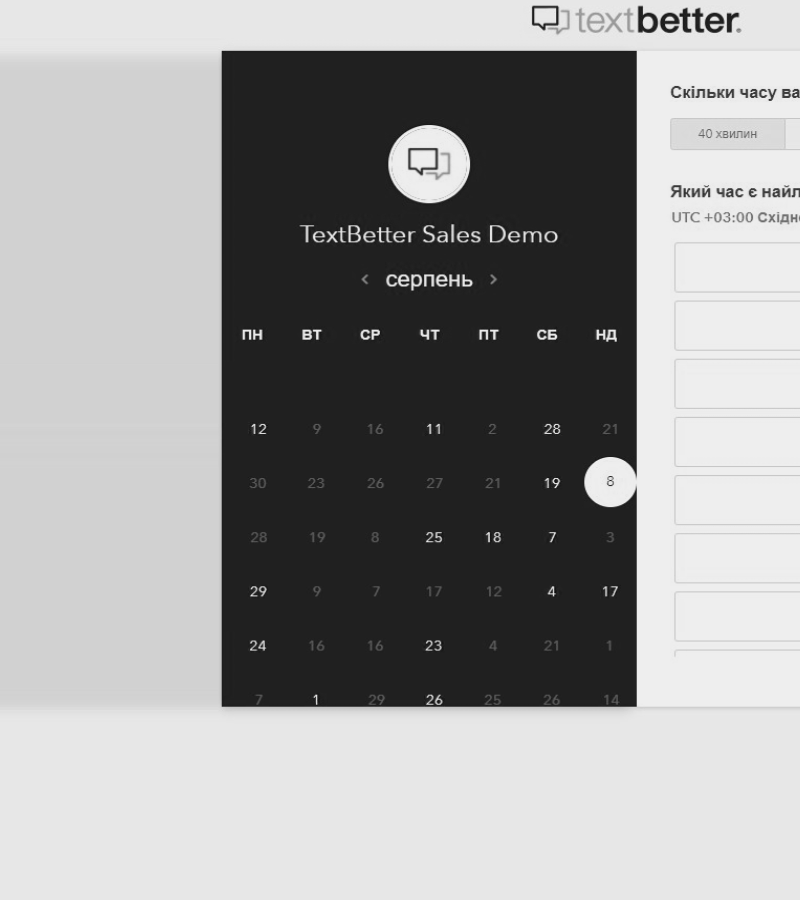 textbetter.
TextBetter Sales Demo
серпень
ПН ВТ СР ЧТ ПТ СБ НД
12 9 16 11 2 28 21
30 23 26 27 21 19 8
28 19 8 25 18 7 3
29 9 7 17 12 4 17
24 16 16 23 4 21 1
7 1 29 26 25 26 14
Скільки часу ва
40 хвилин
Який час є найл
UTC +03:00 Східн